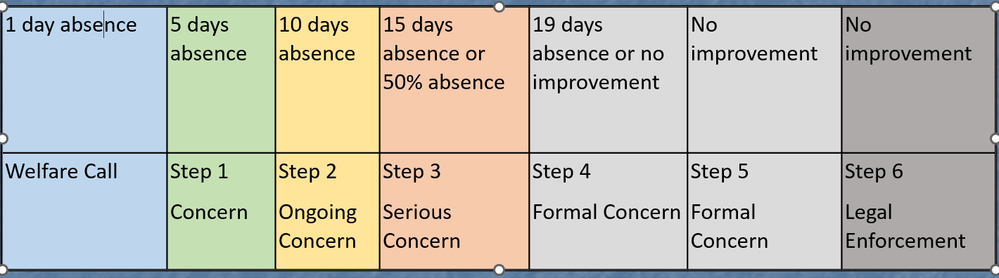 1 day absence
5 days
absence
10 days
absence
15 days
absence or
50% absence
19 days
absence or no
improvement
No
improvement
No
improvement
Welfare Call
Step 1
Concern
Step 2
Ongoing
Concern
Step 3
Serious
Concern
Step 4
Formal Concern
Step 5
Formal
Concern
Step 6
Legal
Enforcement